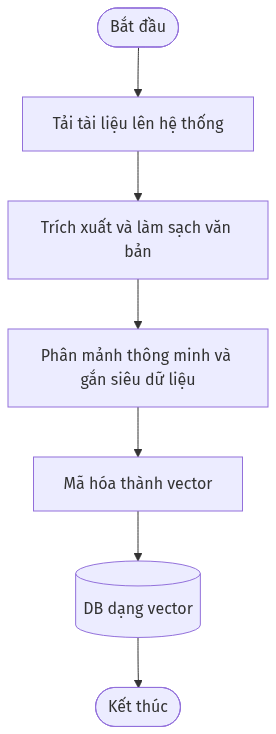 Bắt đầu
Tải tài liệu lên hệ thống
Trích xuất và làm sạch văn
bản
Phân mảnh thông minh và
gắn siêu dữ liệu
Mã hóa thành vector
DB dạng vector
Kết thúc